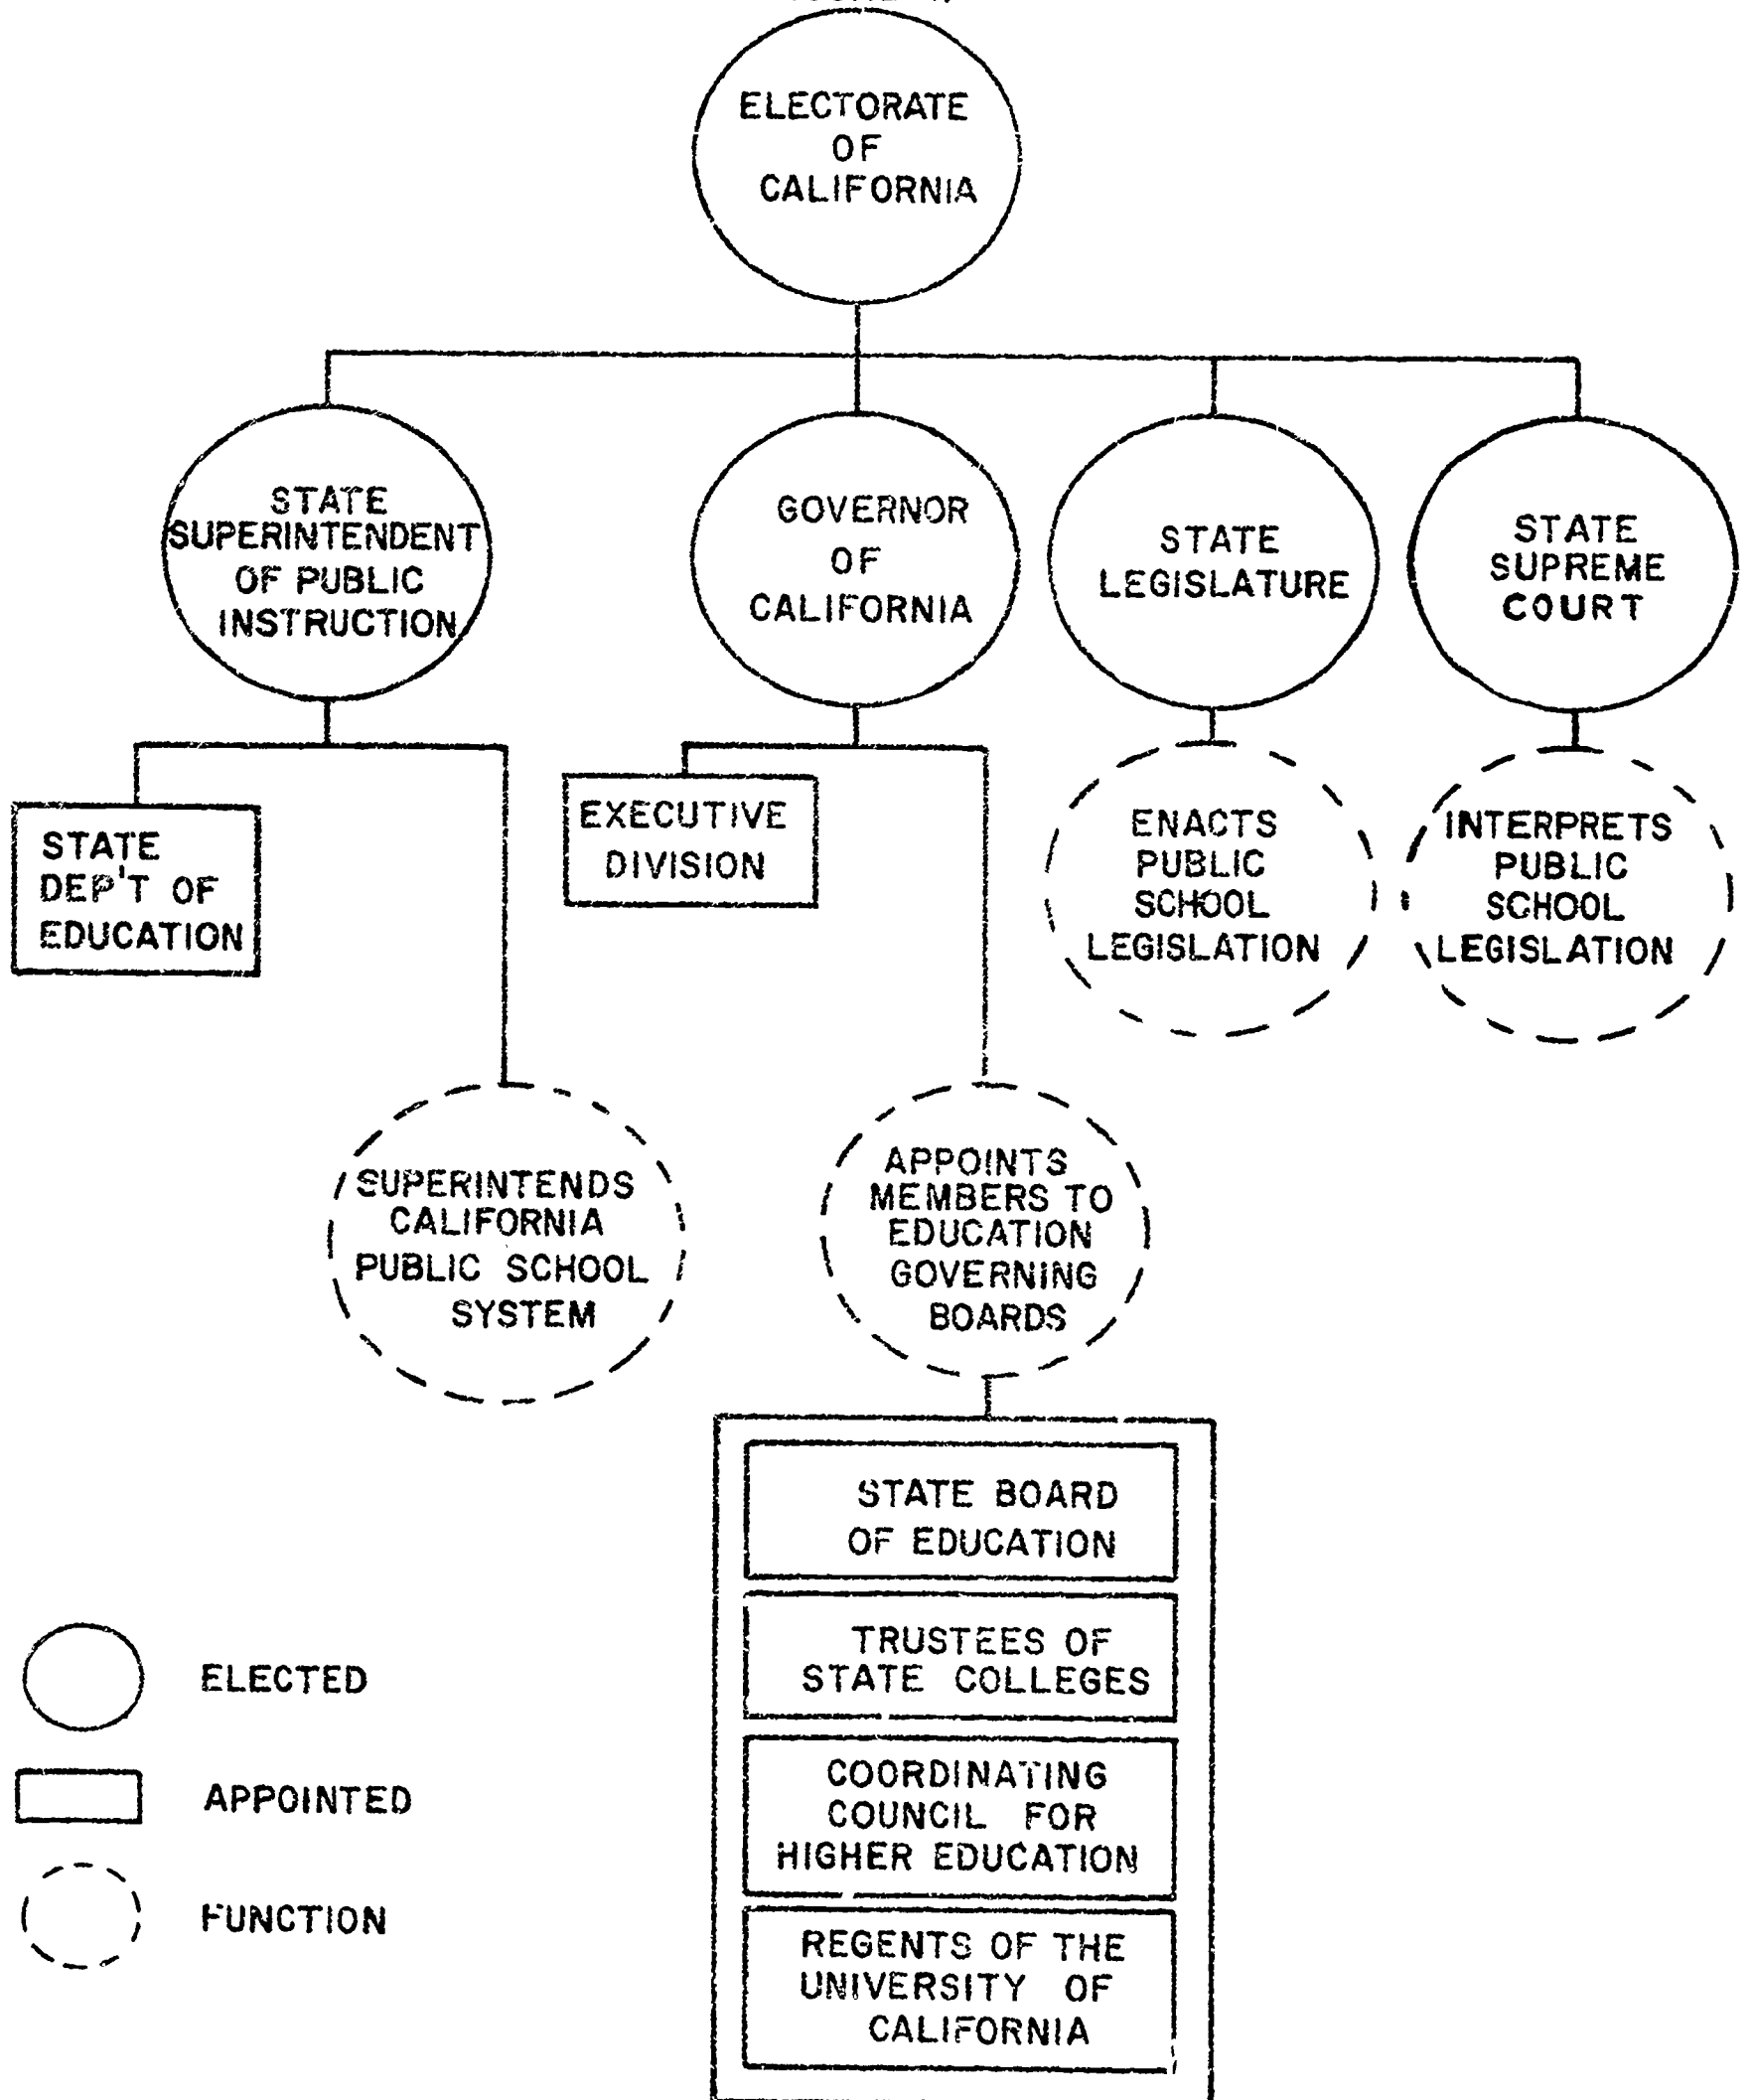 ELECTORATE
OF
CALIFORNIA
STATE
SUPERINTENDENT
OF PUBLIC
INSTRUCTION
GOVERNOR
OF
CALIFORNIA
STATE
LEGISLATURE
STATE
SUPREME
COURT
STATE
DEP'T OF
EDUCATION
EXECUTIVE
DIVISION
ENACTS
PUBLIC
SCHOOL
LEGISLATION
INTERPRETS
PUBLIC
SCHOOL
LEGISLATION
SUPERINTENDS
CALIFORNIA
PUBLIC SCHOOL
SYSTEM
APPOINTS
MEMBERS TO
EDUCATION
GOVERNING
BOARDS
STATE BOARD
OF EDUCATION
TRUSTEES OF
STATE COLLEGES
COORDINATING
COUNCIL FOR
HIGHER EDUCATION
REGENTS OF THE
UNIVERSITY OF
CALIFORNIA
ELECTED
APPOINTED
FUNCTION